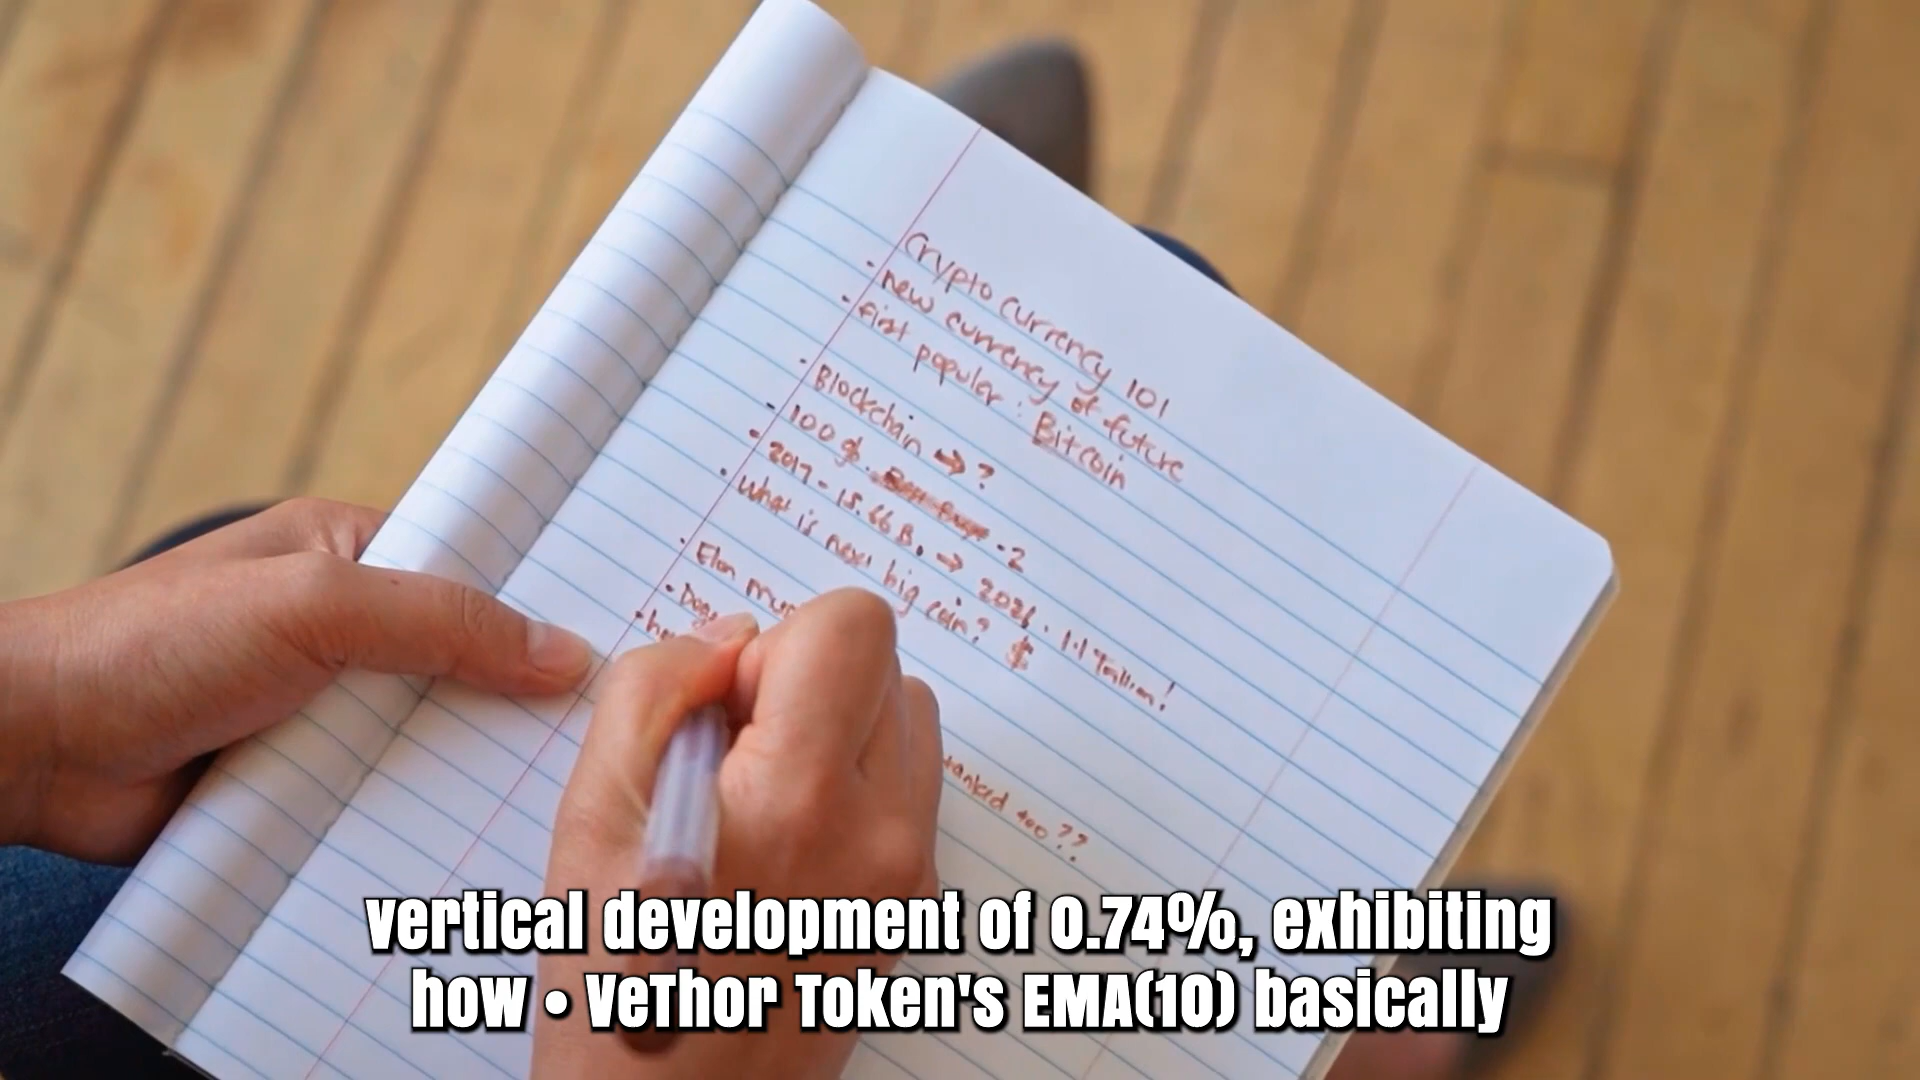 Crypto Currency 101
- new currency of future
- first popular : Bitcoin
- Blockchain → ?
- 100 $. -2
- 2017 - 15.66 B. → 2021. 1.1 Trillion!
- What is next big coin? $
- Elon
- Doge
ranked
??
vertical development of 0.74%, exhibiting
how • VeThor Token's EMA(10) basically